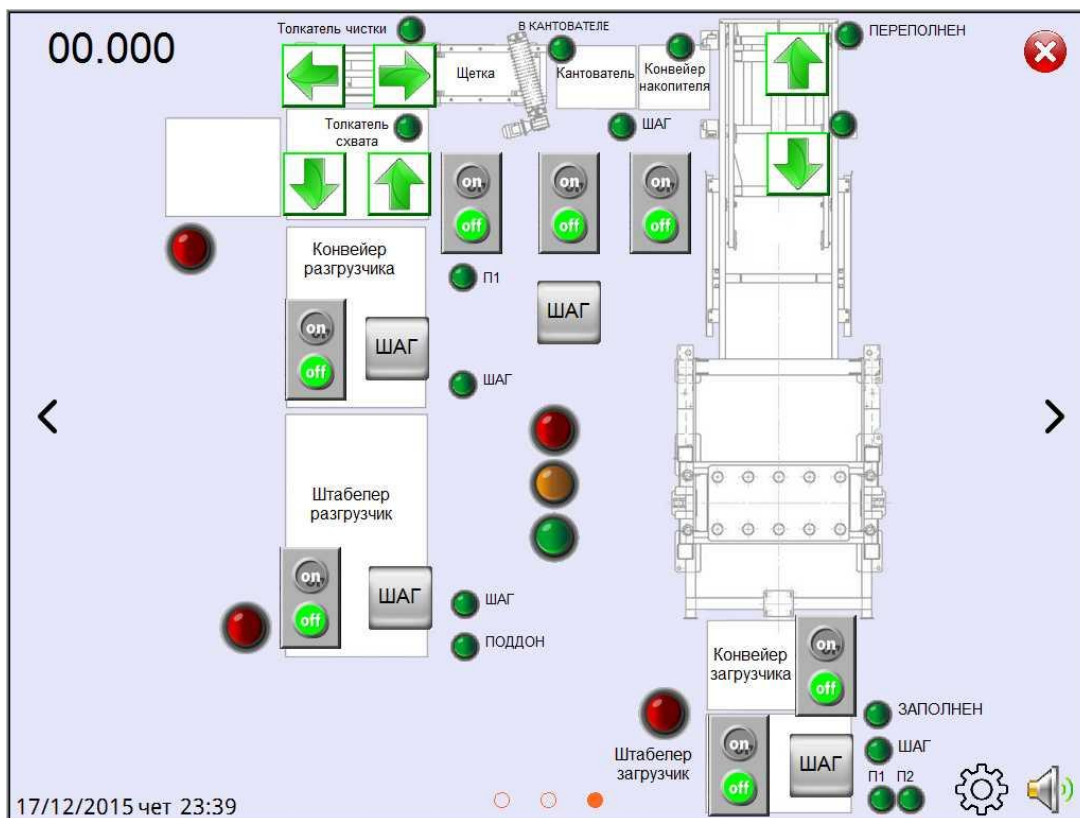 00.000
Толкатель чистки
В КАНТОВАТЕЛЕ
ПЕРЕПОЛНЕН
Щетка
Кантователь
Конвейер
накопителя
Толкатель
схвата
ШАГ
on
off
on
off
on
off
Конвейер
разгрузчика
П1
ШАГ
on
off
ШАГ
ШАГ
Штабелер
разгрузчик
on
off
ШАГ
ШАГ
ПОДДОН
Конвейер
загрузчика
on
off
ЗАПОЛНЕН
Штабелер
загрузчик
on
off
ШАГ
ШАГ
П1 П2
17/12/2015 чет 23:39